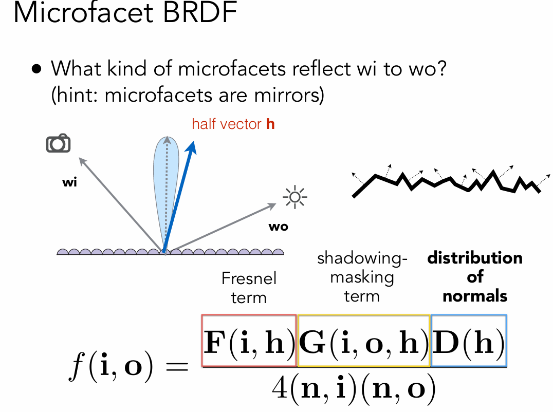 Microfacet BRDF
• What kind of microfacets reflect wi to wo?
(hint: microfacets are mirrors)
half vector h
wi
wo
Fresnel
term
shadowing-
masking
term
distribution
of
normals
f(i, o) = F(i, h)G(i, o, h)D(h)
4(n, i)(n, o)